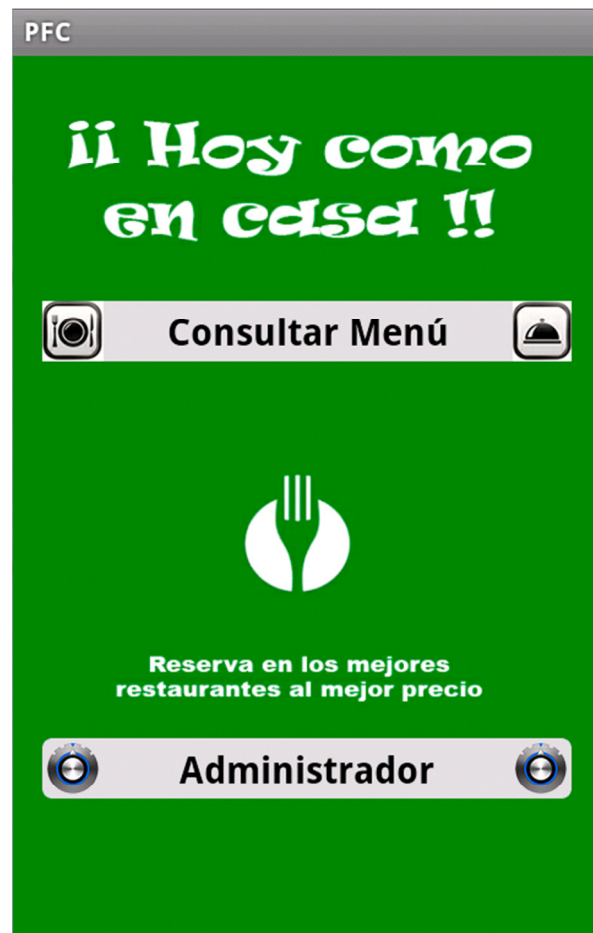 PFC
¡¡ Hoy como
en casa !!
Consultar Menú
Reserva en los mejores
restaurantes al mejor precio
Administrador